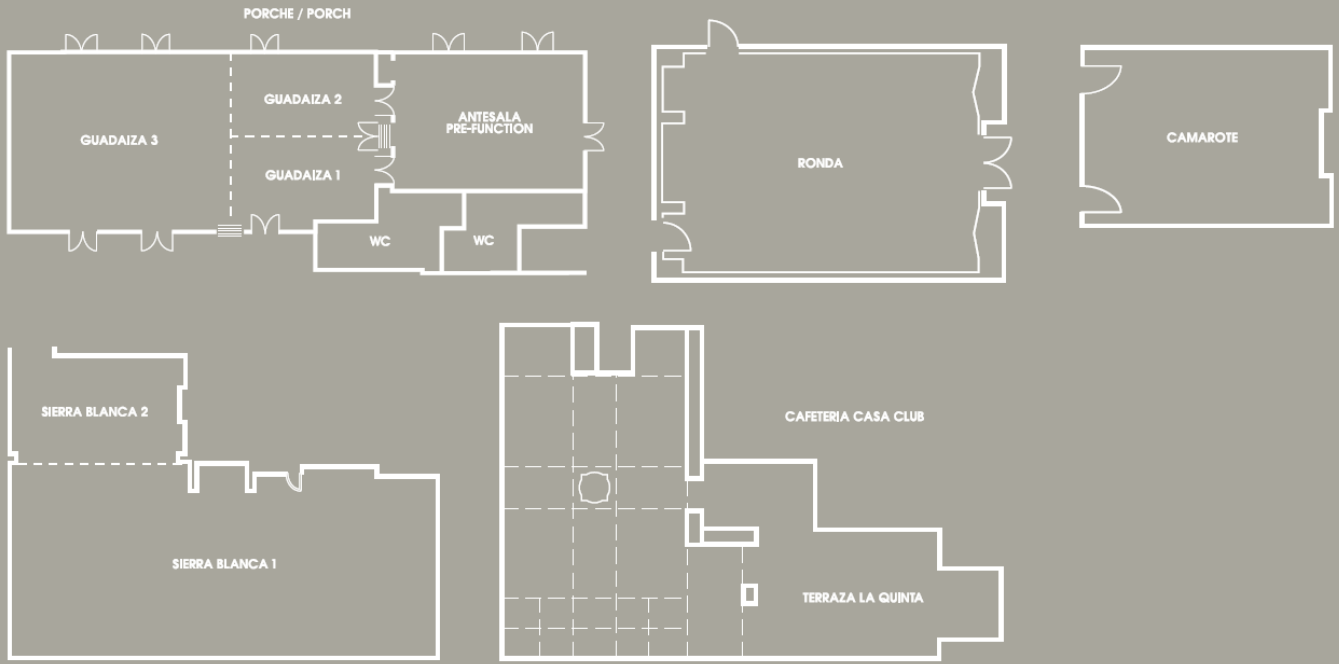 PORCHE / PORCH
GUADAIZA 3
GUADAIZA 2
GUADAIZA 1
ANTESALA
PRE-FUNCTION
WC
WC
RONDA
CAMAROTE
SIERRA BLANCA 2
SIERRA BLANCA 1
CAFETERIA CASA CLUB
TERRAZA LA QUINTA